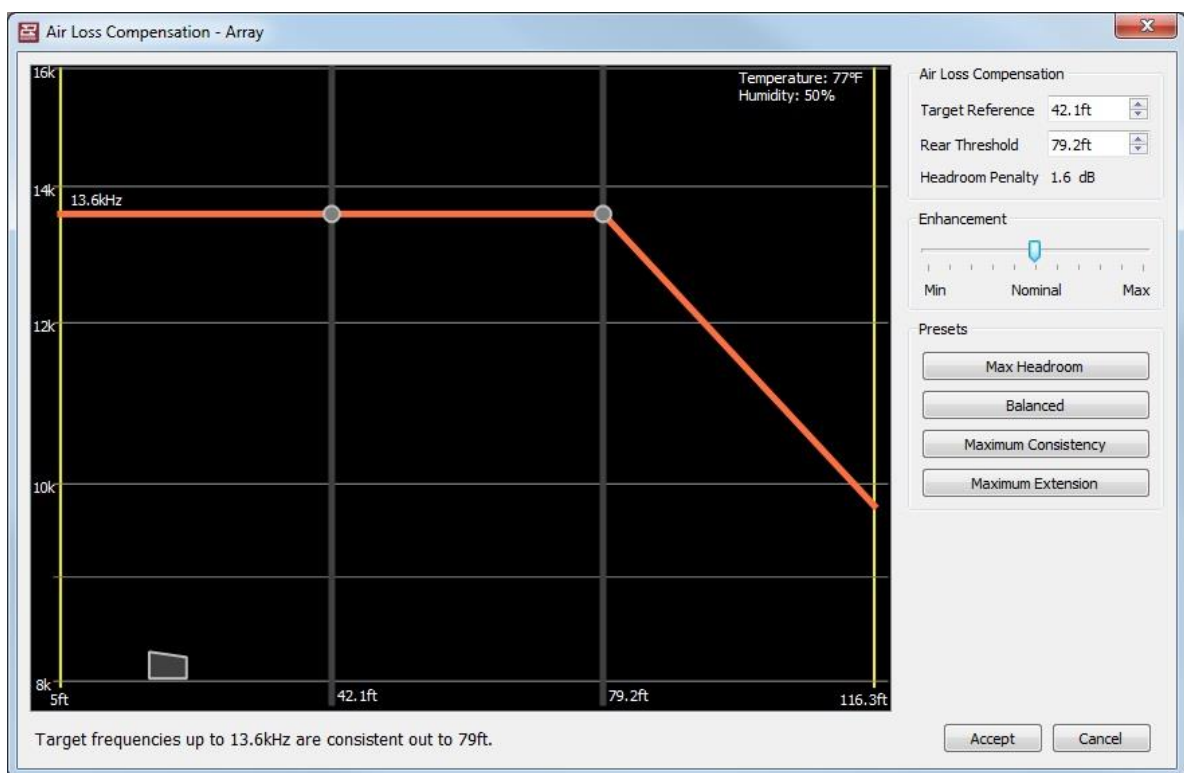 Air Loss Compensation - Array
16k
Temperature: 77°F
Humidity: 50%
14k
13.6kHz
12k
10k
8k
5ft
42.1ft
79.2ft
116.3ft
Target frequencies up to 13.6kHz are consistent out to 79ft.
Air Loss Compensation
Target Reference 42.1ft
Rear Threshold 79.2ft
Headroom Penalty 1.6 dB
Enhancement
Min Nominal Max
Presets
Max Headroom
Balanced
Maximum Consistency
Maximum Extension
Accept Cancel